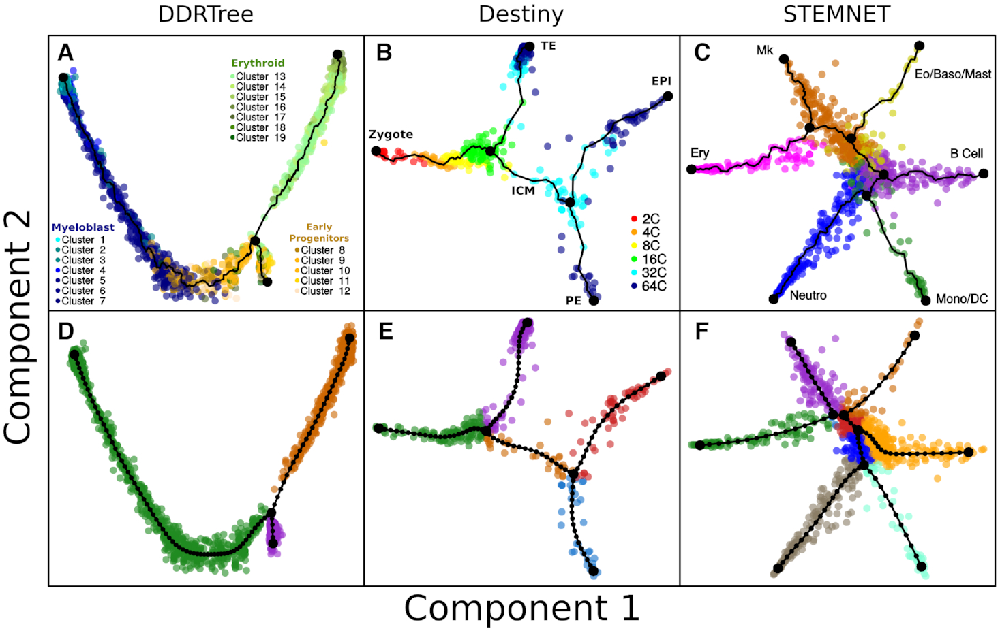 DDRTree
Destiny
STEMNET
Component 2
A
Erythroid
Cluster 13
Cluster 14
Cluster 15
Cluster 16
Cluster 17
Cluster 18
Cluster 19
Myeloblast
Cluster 1
Cluster 2
Cluster 3
Cluster 4
Cluster 5
Cluster 6
Cluster 7
Early
Progenitors
Cluster 8
Cluster 9
Cluster 10
Cluster 11
Cluster 12
B
TE
EPI
Zygote
ICM
PE
2C
4C
8C
16C
32C
64C
C
Mk
Eo/Baso/Mast
Ery
B Cell
Neutro
Mono/DC
D
E
F
Component 1